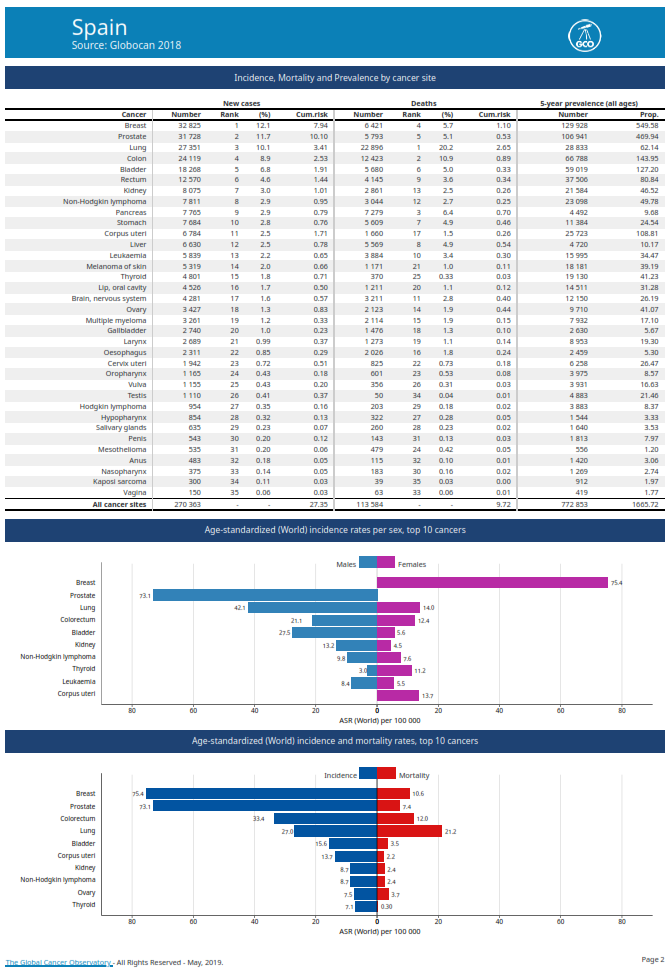 Spain
Source: Globocan 2018
GCO
Incidence, Mortality and Prevalence by cancer site
New cases Deaths 5-year prevalence (all ages)
Cancer Number Rank (%) Cum.risk Number Rank (%) Cum.risk Number Prop.
Breast 32 825 1 12.1 7.94 6 421 4 5.7 1.10 129 928 549.58
Prostate 31 728 2 11.7 10.10 5 793 5 5.1 0.53 106 941 469.94
Lung 27 351 3 10.1 3.41 22 896 1 20.2 2.65 28 833 62.14
Colon 24 119 4 8.9 2.53 12 423 2 10.9 0.89 66 788 143.95
Bladder 18 268 5 6.8 1.91 5 680 6 5.0 0.33 59 019 127.20
Rectum 12 570 6 4.6 1.44 4 145 9 3.6 0.34 37 506 80.84
Kidney 8 075 7 3.0 1.01 2 861 13 2.5 0.26 21 584 46.52
Non-Hodgkin lymphoma 7 811 8 2.9 0.95 3 044 12 2.7 0.25 23 098 49.78
Pancreas 7 765 9 2.9 0.79 7 279 3 6.4 0.70 4 492 9.68
Stomach 7 684 10 2.8 0.76 5 609 7 4.9 0.46 11 384 24.54
Corpus uteri 6 784 11 2.5 1.71 1 660 17 1.5 0.26 25 723 108.81
Liver 6 630 12 2.5 0.78 5 569 8 4.9 0.54 4 720 10.17
Leukaemia 5 839 13 2.2 0.65 3 884 10 3.4 0.30 15 995 34.47
Melanoma of skin 5 319 14 2.0 0.66 1 171 21 1.0 0.11 18 181 39.19
Thyroid 4 801 15 1.8 0.71 370 25 0.33 0.03 19 130 41.23
Lip, oral cavity 4 526 16 1.7 0.50 1 211 20 1.1 0.12 14 511 31.28
Brain, nervous system 4 281 17 1.6 0.57 3 211 11 2.8 0.40 12 150 26.19
Ovary 3 427 18 1.3 0.83 2 123 14 1.9 0.44 9 710 41.07
Multiple myeloma 3 261 19 1.2 0.33 2 114 15 1.9 0.15 7 932 17.10
Gallbladder 2 740 20 1.0 0.23 1 476 18 1.3 0.10 2 630 5.67
Larynx 2 689 21 0.99 0.37 1 273 19 1.1 0.14 8 953 19.30
Oesophagus 2 311 22 0.85 0.29 2 026 16 1.8 0.24 2 459 5.30
Cervix uteri 1 942 23 0.72 0.51 825 22 0.73 0.18 6 258 26.47
Oropharynx 1 165 24 0.43 0.18 601 23 0.53 0.08 3 975 8.57
Vulva 1 155 25 0.43 0.20 356 26 0.31 0.03 3 931 16.63
Testis 1 110 26 0.41 0.37 50 34 0.04 0.01 4 883 21.46
Hodgkin lymphoma 954 27 0.35 0.16 203 29 0.18 0.02 3 883 8.37
Hypopharynx 854 28 0.32 0.13 322 27 0.28 0.05 1 544 3.33
Salivary glands 635 29 0.23 0.07 260 28 0.23 0.02 1 640 3.53
Penis 543 30 0.20 0.12 143 31 0.13 0.03 1 813 7.97
Mesothelioma 535 31 0.20 0.06 479 24 0.42 0.05 556 1.20
Anus 483 32 0.18 0.05 115 32 0.10 0.01 1 420 3.06
Nasopharynx 375 33 0.14 0.05 183 30 0.16 0.02 1 269 2.74
Kaposi sarcoma 300 34 0.11 0.03 39 35 0.03 0.00 912 1.97
Vagina 150 35 0.06 0.03 63 33 0.06 0.01 419 1.77
All cancer sites 270 363 - - 27.35 113 584 - - 9.72 772 853 1665.72
Age-standardized (World) incidence rates per sex, top 10 cancers
Males Females
Breast 75.4
Prostate 73.1
Lung 42.1 14.0
Colorectum 21.1 12.4
Bladder 27.5 5.6
Kidney 13.2 4.5
Non-Hodgkin lymphoma 9.8 7.6
Thyroid 3.0 11.2
Leukaemia 8.4 5.5
Corpus uteri 13.7
80 60 40 20 0 20 40 60 80
ASR (World) per 100 000
Age-standardized (World) incidence and mortality rates, top 10 cancers
Incidence Mortality
Breast 75.4 10.6
Prostate 73.1 7.4
Colorectum 33.4 12.0
Lung 27.0 21.2
Bladder 15.6 3.5
Corpus uteri 13.7 2.2
Kidney 8.7 2.4
Non-Hodgkin lymphoma 8.7 2.4
Ovary 7.5 3.7
Thyroid 7.1 0.30
80 60 40 20 0 20 40 60 80
ASR (World) per 100 000
The Global Cancer Observatory - All Rights Reserved - May, 2019.
Page 2